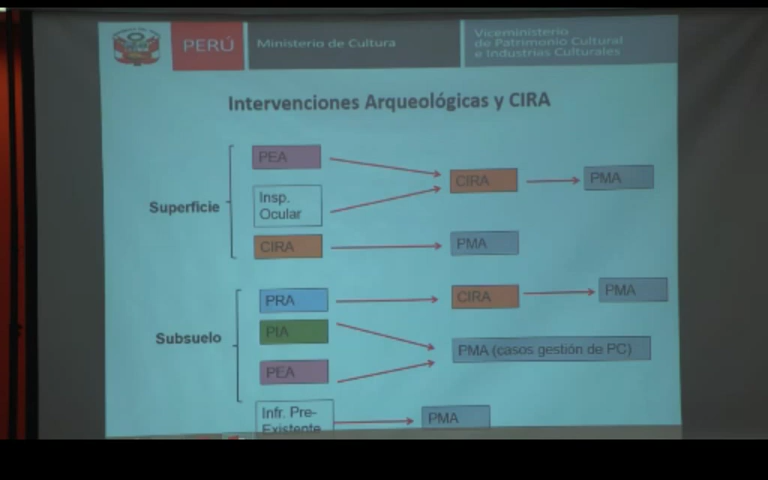 PERÚ
Ministerio de Cultura
Viceministerio
de Patrimonio Cultural
e Industrias Culturales
Intervenciones Arqueológicas y CIRA
Superficie
PEA
Insp.
Ocular
CIRA
CIRA
PMA
PMA
Subsuelo
PRA
CIRA
PMA
PIA
PMA (casos gestión de PC)
PEA
Infr. Pre-
Existente
PMA